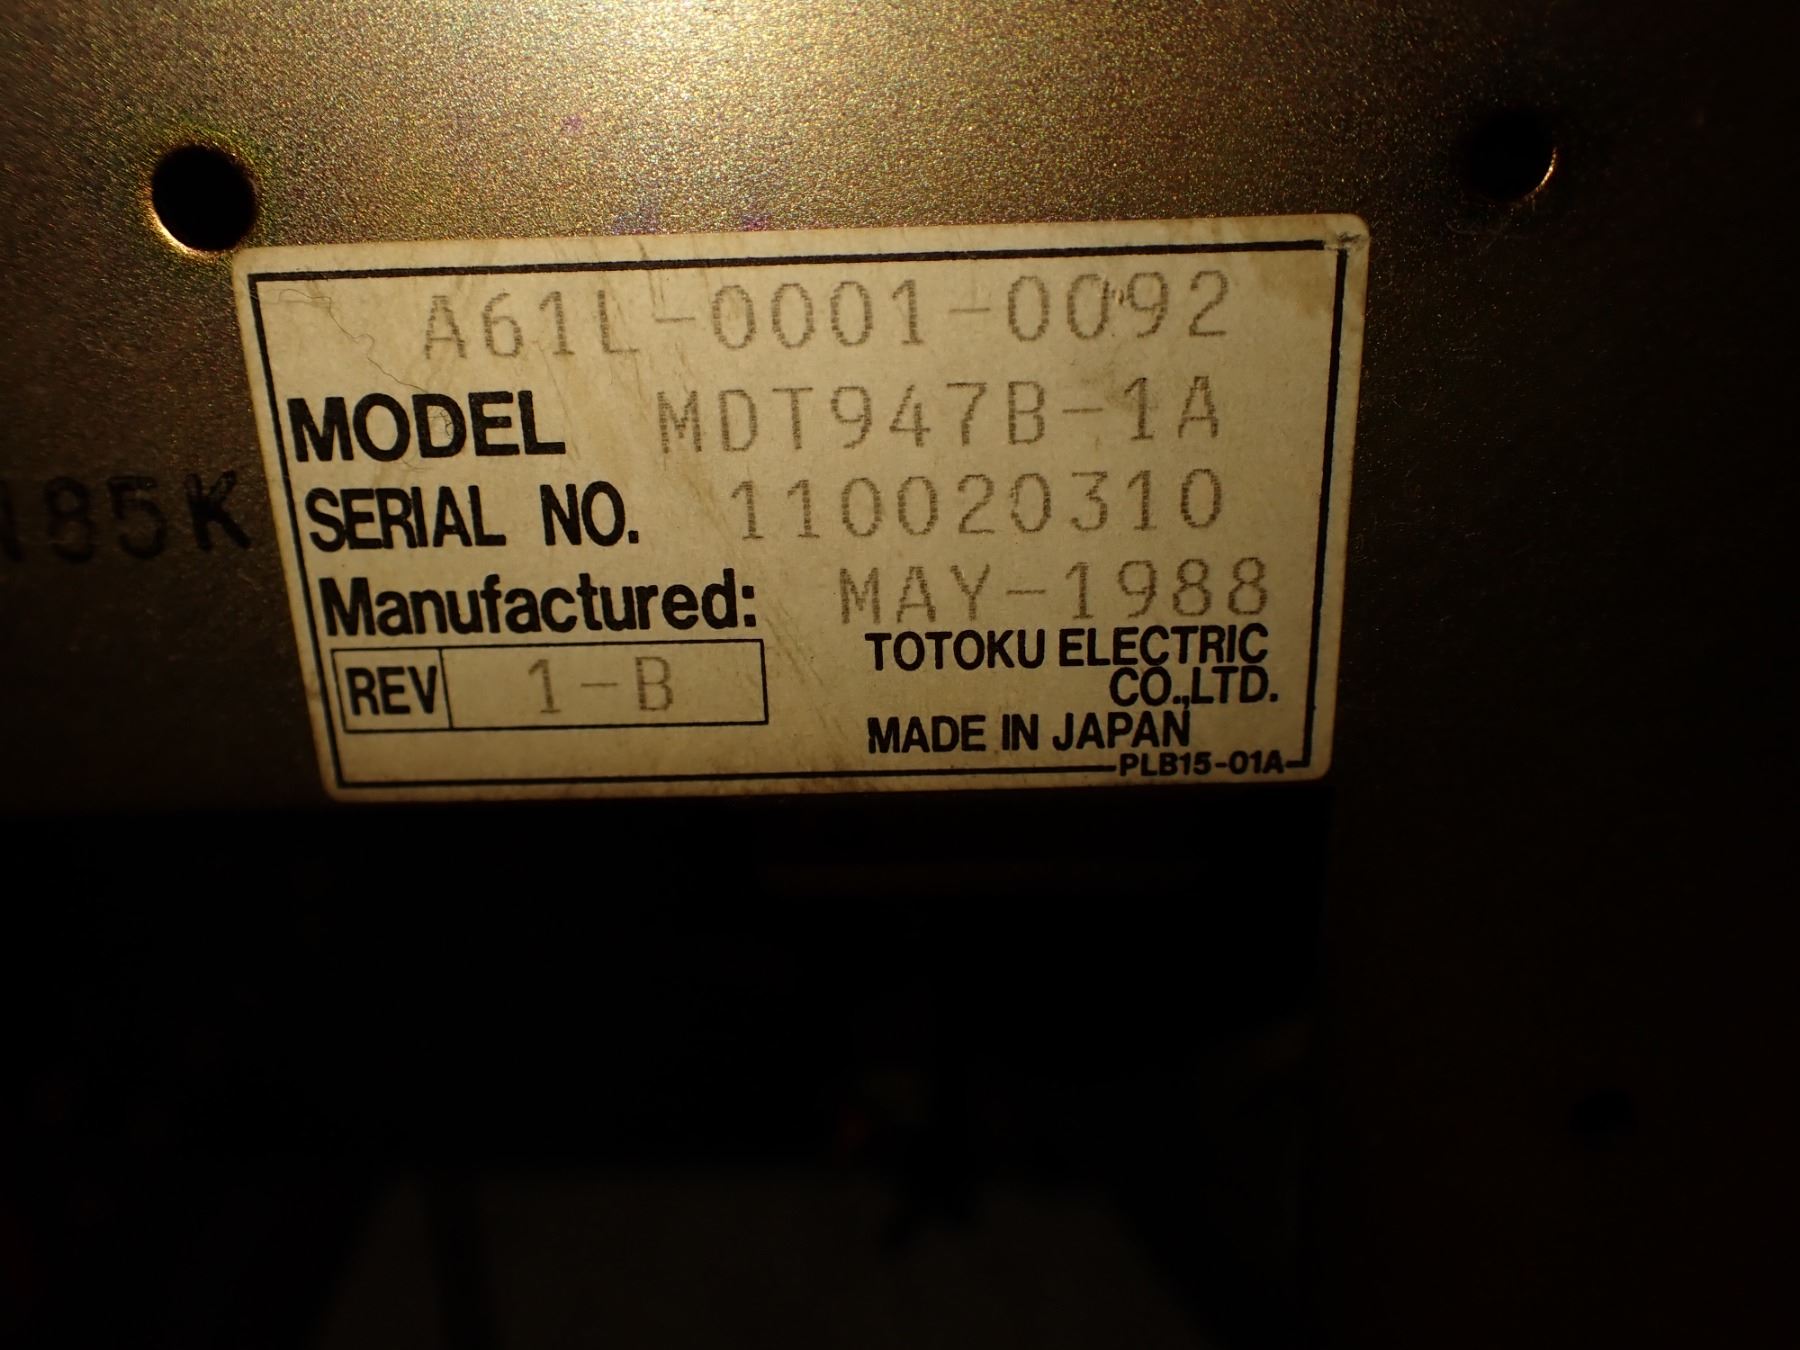 A61L-0001-0092
MODEL MDT947B-1A
SERIAL NO. 110020310
Manufactured: MAY-1988
REV 1-B
TOTOKU ELECTRIC
CO.,LTD.
MADE IN JAPAN
PLB15-01A
185K